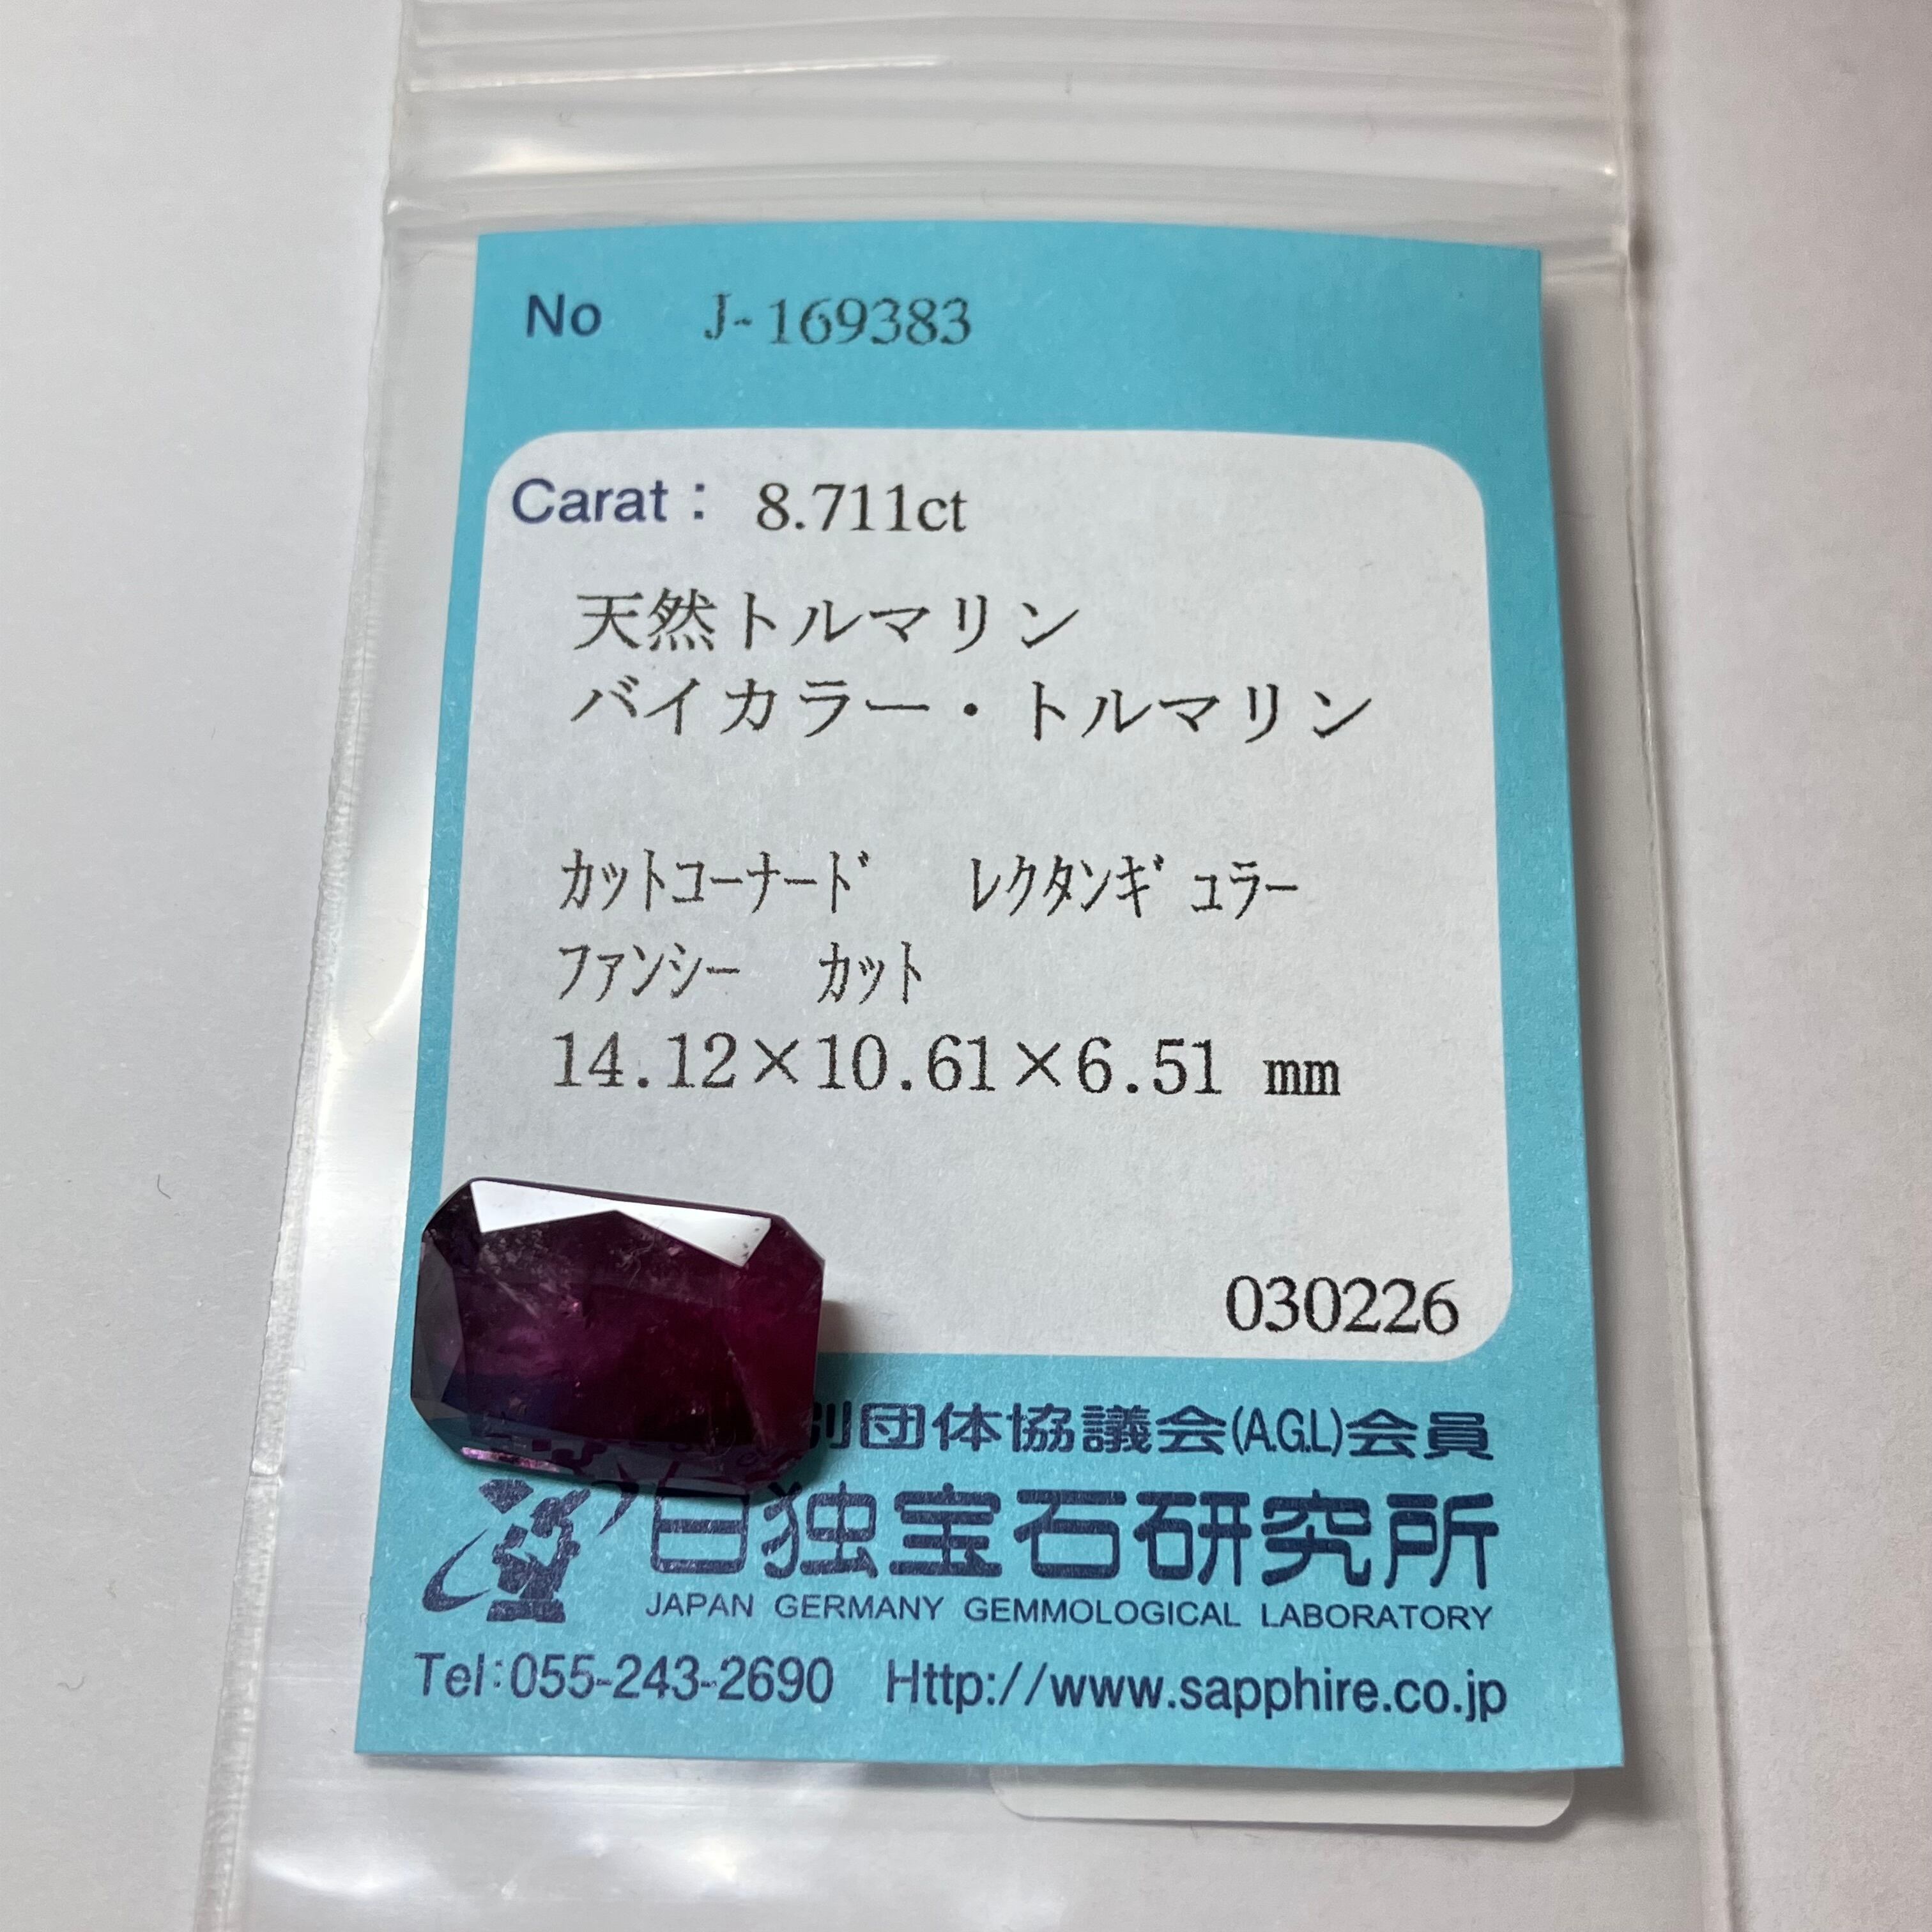 No J-169383
Carat： 8.711ct
天然トルマリン
バイカラー・トルマリン
ｶｯﾄｺｰﾅｰﾄﾞ ﾚｸﾀﾝｷﾞｭﾗｰ
ﾌｧﾝｼｰ ｶｯﾄ
14.12×10.61×6.51 mm
030226
別団体協議会(A.G.L)会員
日独宝石研究所
JAPAN GERMANY GEMMOLOGICAL LABORATORY
Tel:055-243-2690 Http://www.sapphire.co.jp